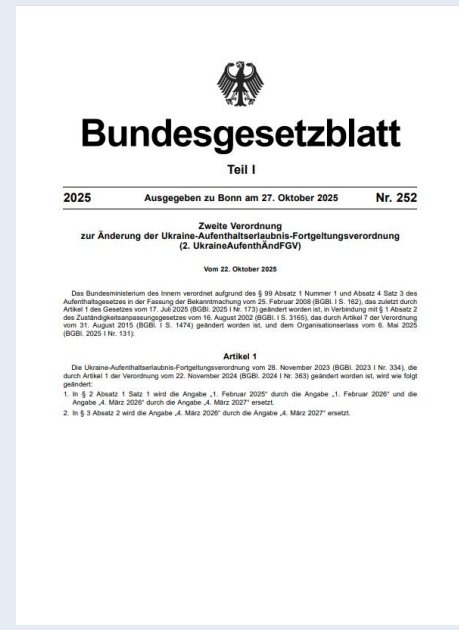 Bundesgesetzblatt
Teil I
2025 Ausgegeben zu Bonn am 27. Oktober 2025 Nr. 252
Zweite Verordnung
zur Änderung der Ukraine-Aufenthaltserlaubnis-Fortgeltungsverordnung
(2. UkraineAufenthÄndFGV)
Vom 22. Oktober 2025
Das Bundesministerium des Innern verordnet aufgrund des § 99 Absatz 1 Nummer 1 und Absatz 4 Satz 3 des
Aufenthaltsgesetzes in der Fassung der Bekanntmachung vom 25. Februar 2008 (BGBl. I S. 162), das zuletzt durch
Artikel 1 des Gesetzes vom 17. Juli 2025 (BGBl. 2025 I Nr. 173) geändert worden ist, in Verbindung mit § 1 Absatz 2
des Zuständigkeitsanpassungsgesetzes vom 16. August 2002 (BGBl. I S. 3165), das durch Artikel 7 der Verordnung
vom 31. August 2015 (BGBl. I S. 1474) geändert worden ist, und dem Organisationserlass vom 6. Mai 2025
(BGBl. 2025 I Nr. 131):
Artikel 1
Die Ukraine-Aufenthaltserlaubnis-Fortgeltungsverordnung vom 28. November 2023 (BGBl. 2023 I Nr. 334), die
durch Artikel 1 der Verordnung vom 22. November 2024 (BGBl. 2024 I Nr. 363) geändert worden ist, wird wie folgt
geändert:
1. In § 2 Absatz 1 Satz 1 wird die Angabe „1. Februar 2025“ durch die Angabe „1. Februar 2026“ und die
Angabe „4. März 2026“ durch die Angabe „4. März 2027“ ersetzt.
2. In § 3 Absatz 2 wird die Angabe „4. März 2026“ durch die Angabe „4. März 2027“ ersetzt.